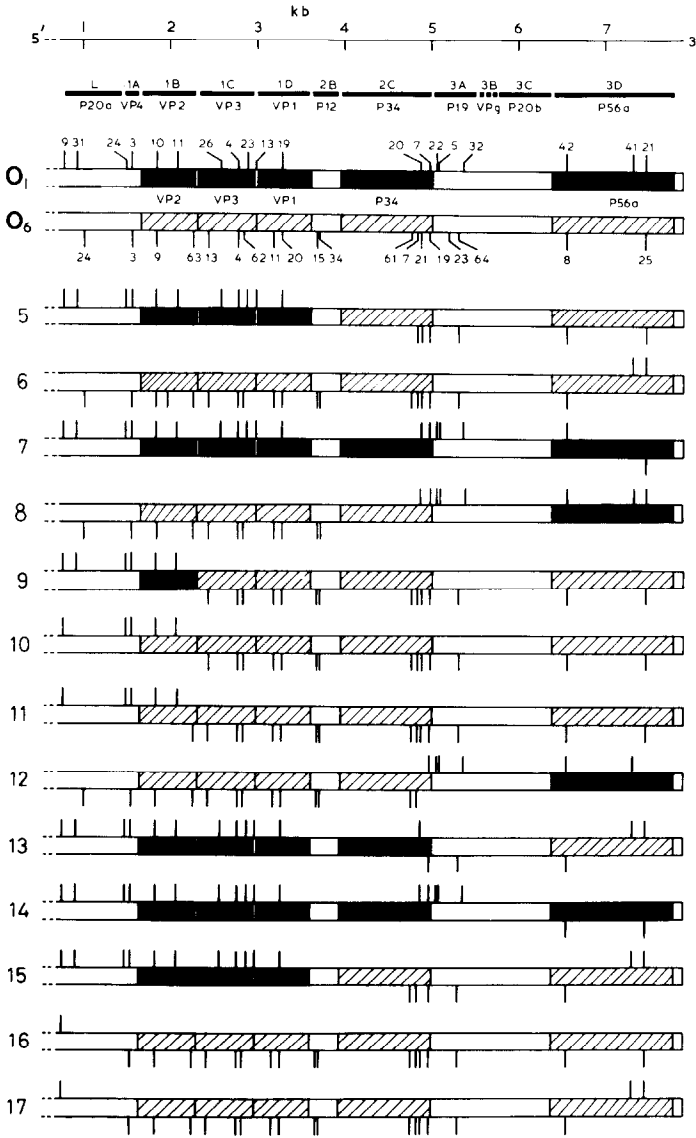 kb
5′ 1 2 3 4 5 6 7 3
L 1A 1B 1C 1D 2B 2C 3A 3B 3C 3D
P20a VP4 VP2 VP3 VP1 P12 P34 P19 VPg P20b P56a
9 31 24 3 10 11 26 4 23 13 19 20 7 22 5 32 42 41 21
O1
VP2 VP3 VP1 P34 P56a
O6
24 3 9 63 13 4 62 11 20 15 34 61 7 21 19 23 64 8 25
5
6
7
8
9
10
11
12
13
14
15
16
17